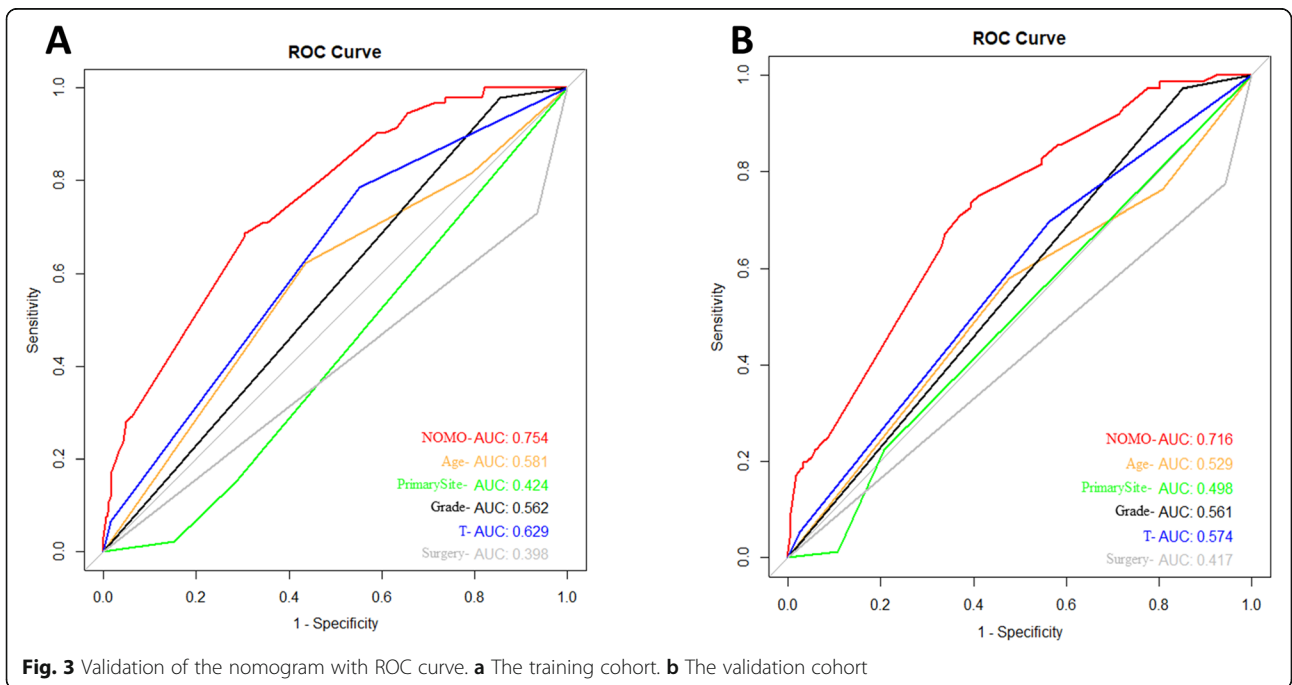 A
ROC Curve
Sensitivity
1.0
0.8
0.6
0.4
0.2
0.0
NOMO- AUC: 0.754
Age- AUC: 0.581
PrimarySite- AUC: 0.424
Grade- AUC: 0.562
T- AUC: 0.629
Surgery- AUC: 0.398
0.0 0.2 0.4 0.6 0.8 1.0
1 - Specificity
B
ROC Curve
Sensitivity
1.0
0.8
0.6
0.4
0.2
0.0
NOMO- AUC: 0.716
Age- AUC: 0.529
PrimarySite- AUC: 0.498
Grade- AUC: 0.561
T- AUC: 0.574
Surgery- AUC: 0.417
0.0 0.2 0.4 0.6 0.8 1.0
1 - Specificity
Fig. 3 Validation of the nomogram with ROC curve. a The training cohort. b The validation cohort